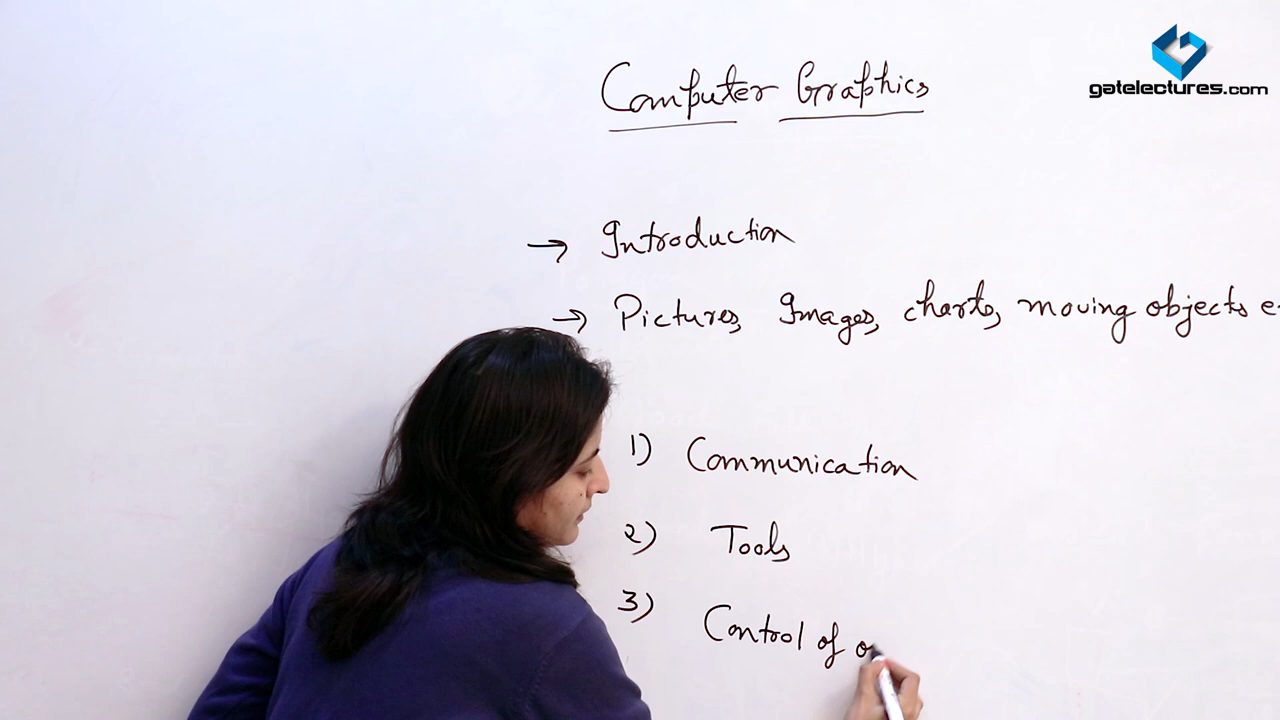 gatelectures.com
Computer Graphics
→ Introduction
→ Pictures, Images, charts, moving objects e
1) Communication
2) Tools
3) Control of o